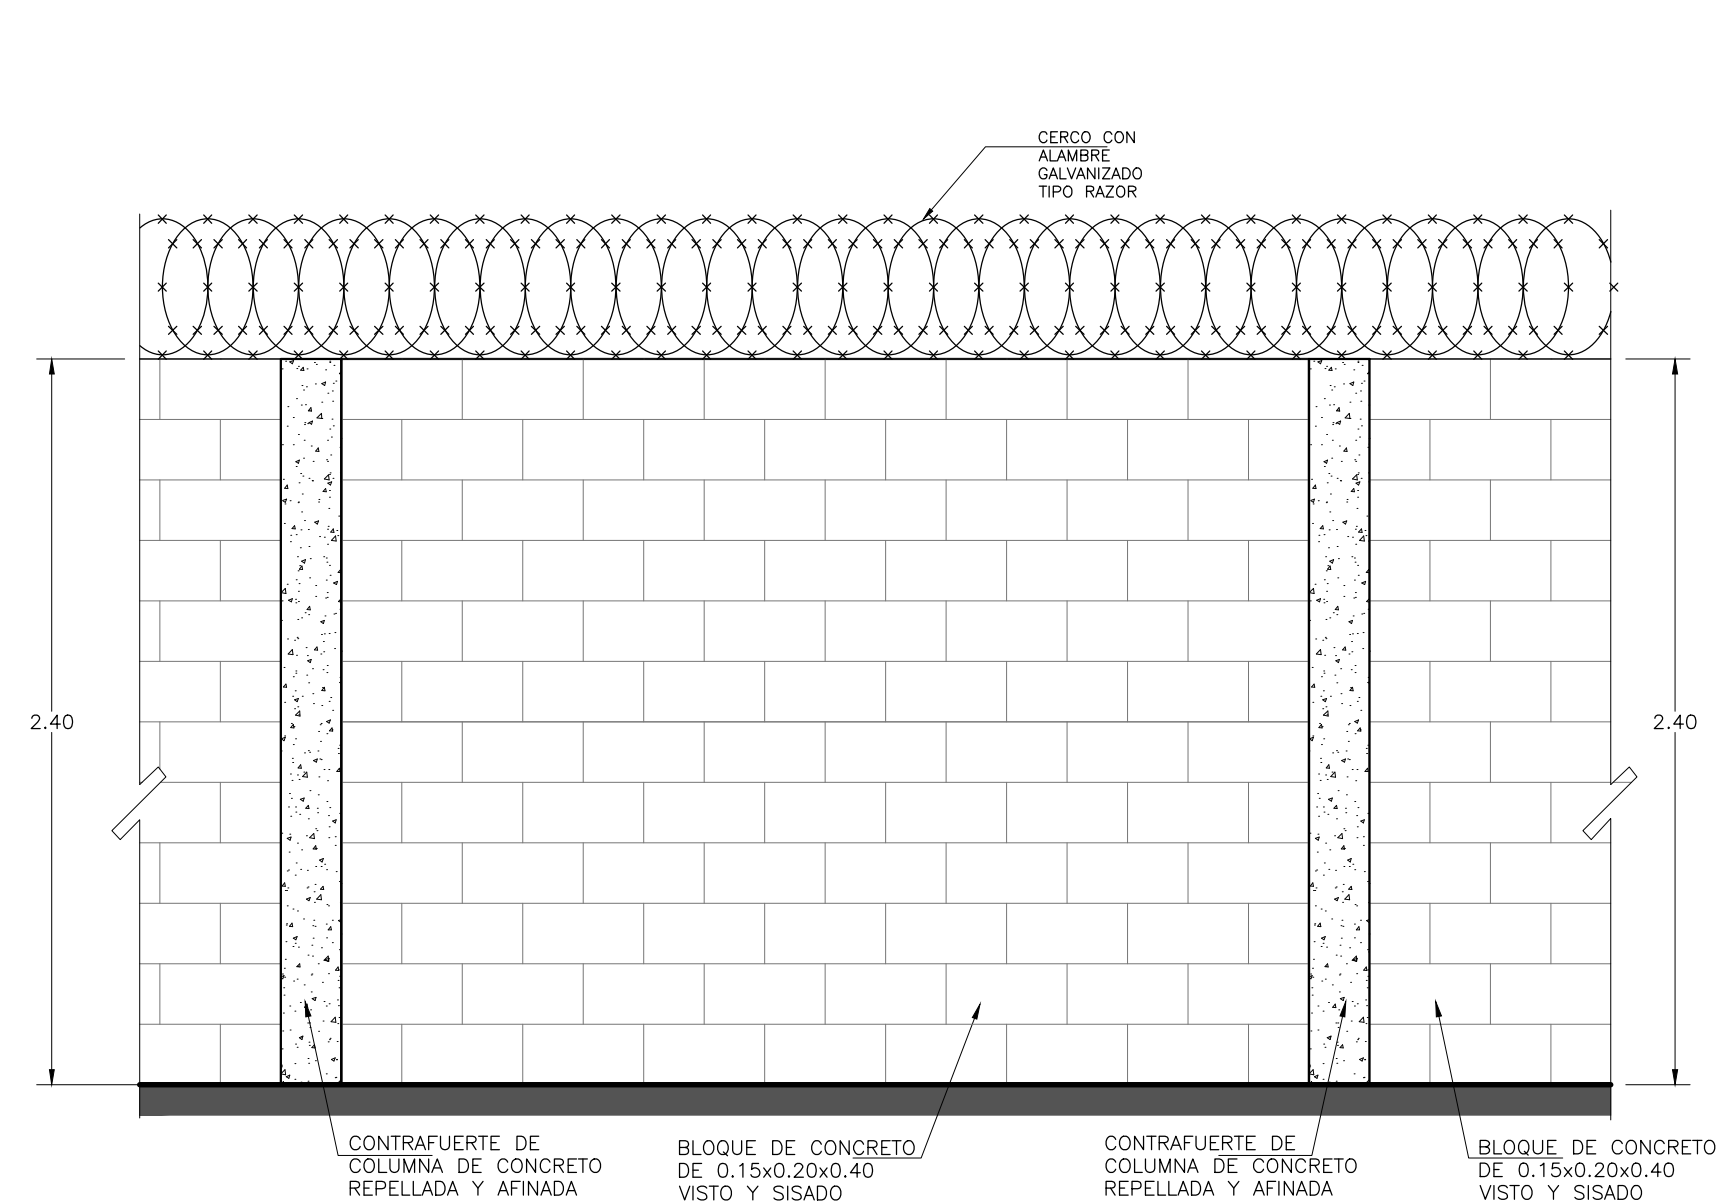 CERCO CON
ALAMBRE
GALVANIZADO
TIPO RAZOR
2.40
2.40
CONTRAFUERTE DE
COLUMNA DE CONCRETO
REPELLADA Y AFINADA
BLOQUE DE CONCRETO
DE 0.15x0.20x0.40
VISTO Y SISADO
CONTRAFUERTE DE
COLUMNA DE CONCRETO
REPELLADA Y AFINADA
BLOQUE DE CONCRETO
DE 0.15x0.20x0.40
VISTO Y SISADO